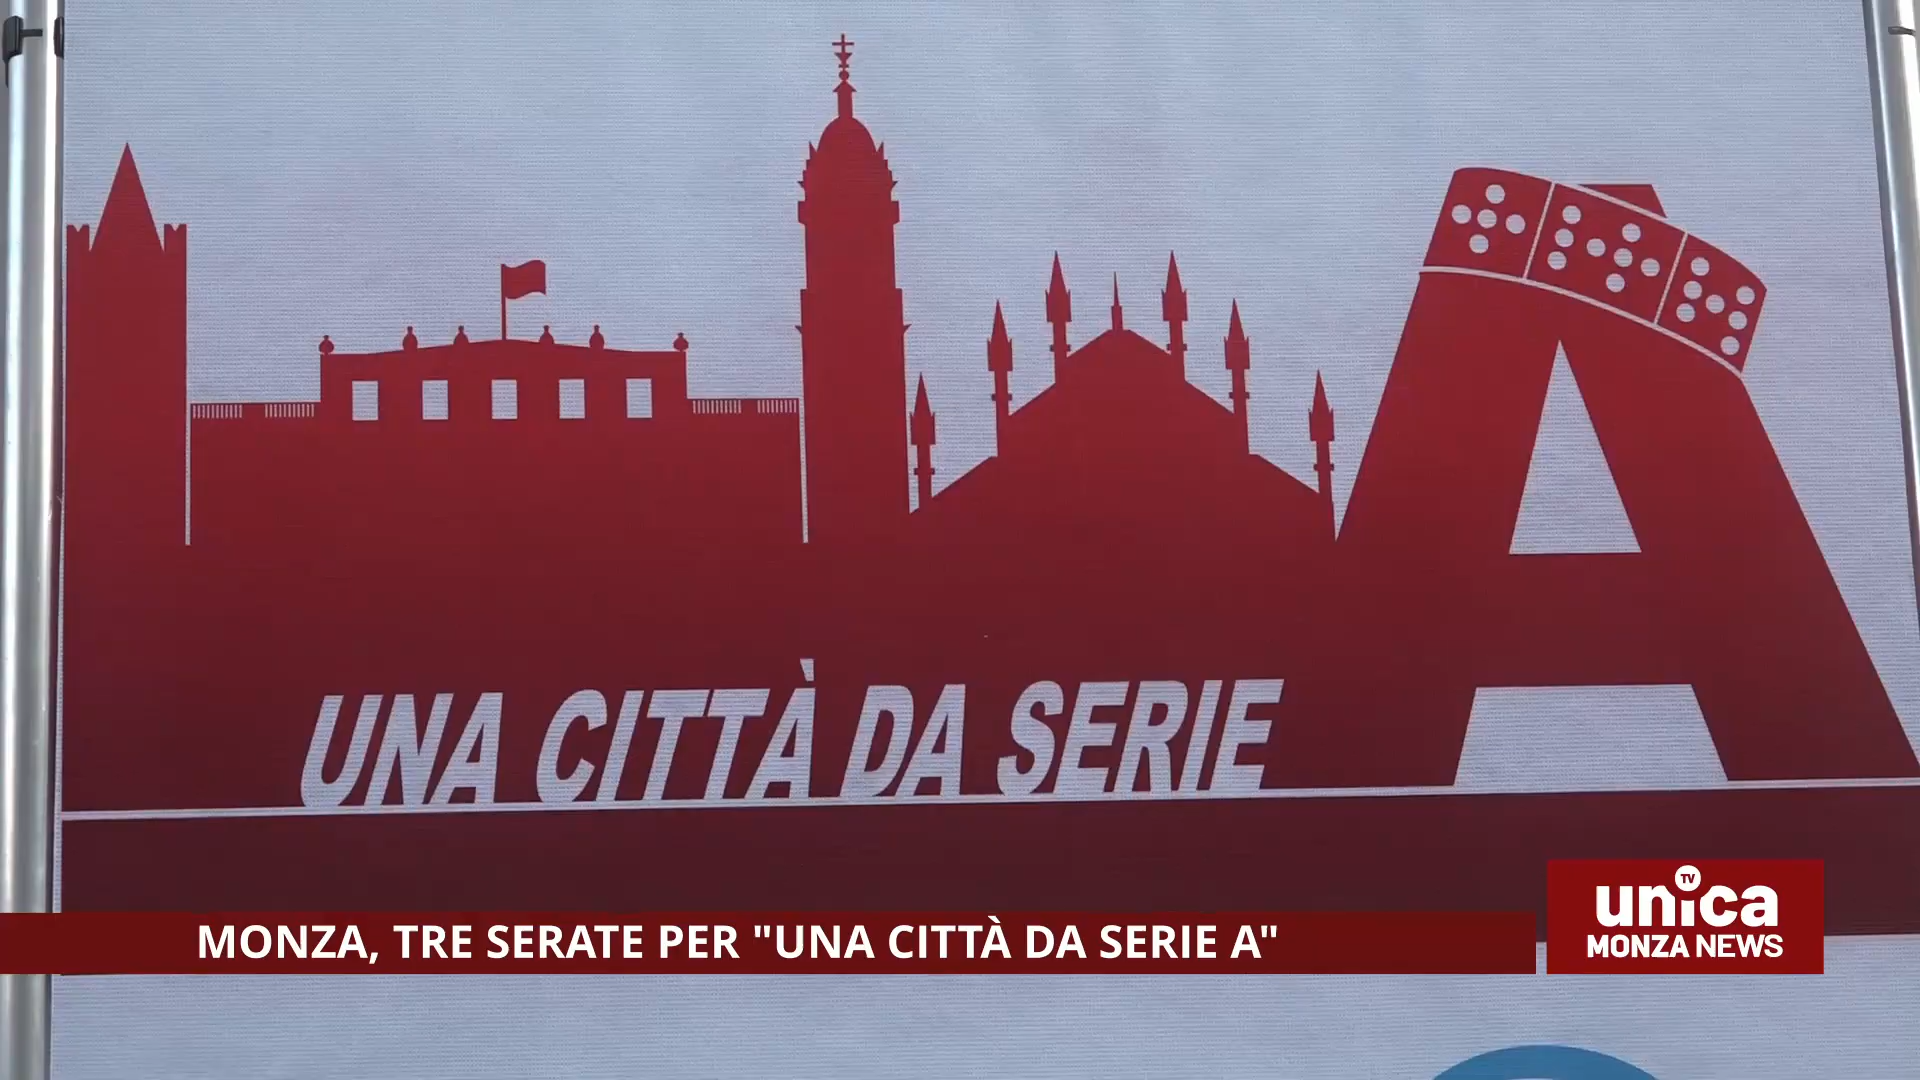 UNA CITTÀ DA SERIE A
MONZA, TRE SERATE PER "UNA CITTÀ DA SERIE A"
TV
unica
MONZA NEWS